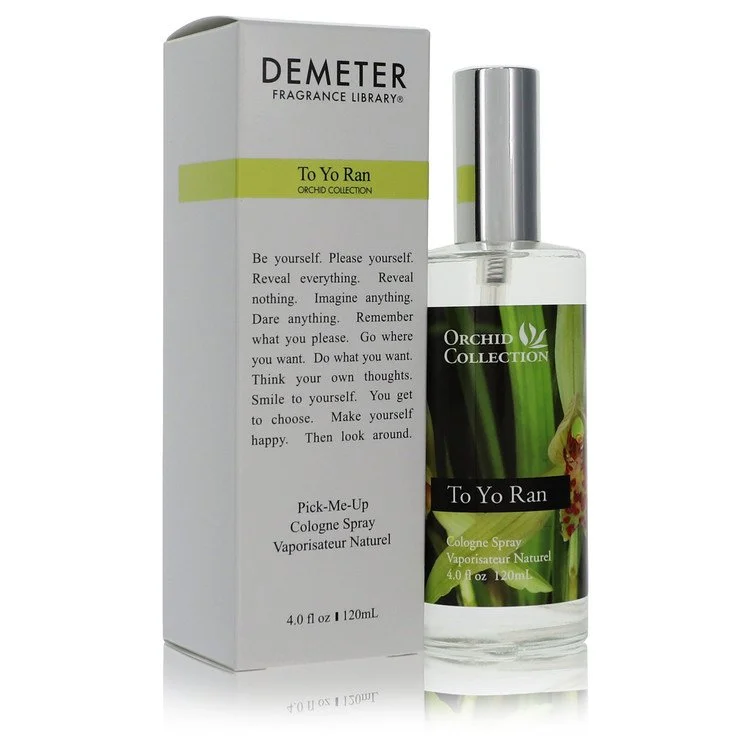 DEMETER
FRAGRANCE LIBRARY®
To Yo Ran
ORCHID COLLECTION
Be yourself. Please yourself.
Reveal everything. Reveal
nothing. Imagine anything.
Dare anything. Remember
what you please. Go where
you want. Do what you want.
Think your own thoughts.
Smile to yourself. You get
to choose. Make yourself
happy. Then look around.
Pick-Me-Up
Cologne Spray
Vaporisateur Naturel
4.0 fl oz 120mL
ORCHID
COLLECTION
To Yo Ran
Cologne Spray
Vaporisateur Naturel
4.0 fl oz 120mL